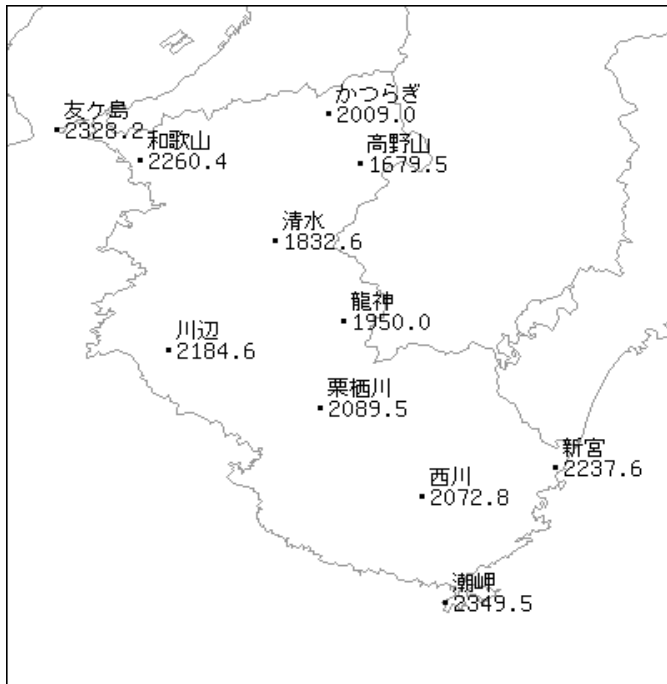 かつらぎ
2009.0
友ケ島
2328.2
和歌山
2260.4
高野山
1679.5
清水
1832.6
龍神
1950.0
川辺
2184.6
栗栖川
2089.5
新宮
2237.6
西川
2072.8
潮岬
2349.5